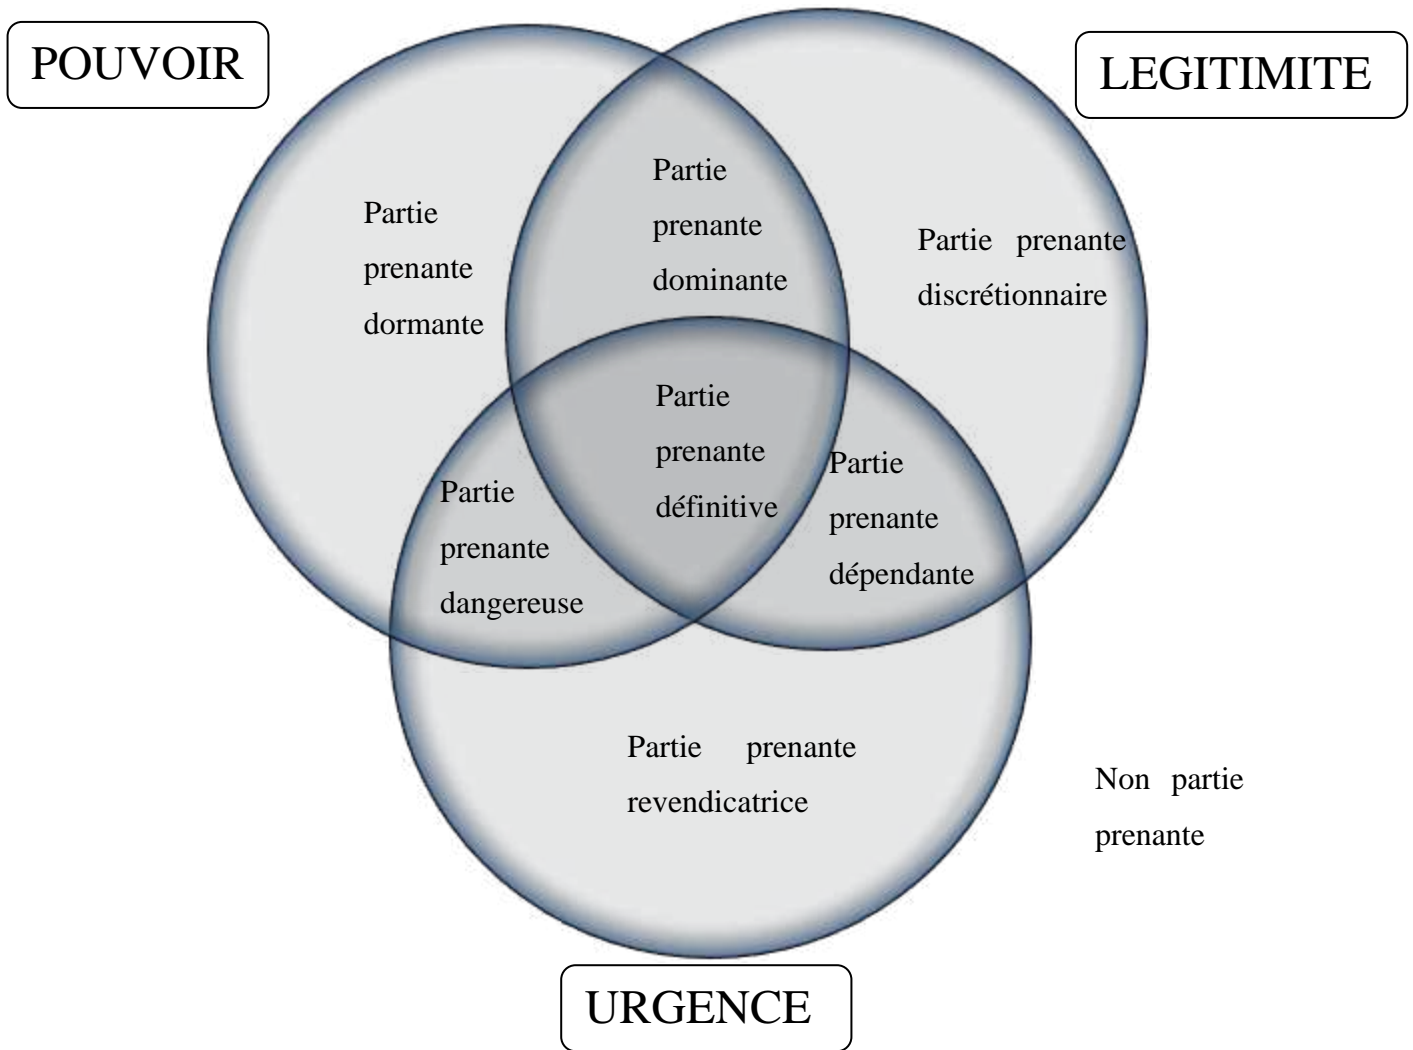 POUVOIR
LEGITIMITE
Partie
prenante
dominante
Partie
prenante
dormante
Partie prenante
discrétionnaire
Partie
prenante
définitive
Partie
prenante
dépendante
Partie
prenante
dangereuse
Partie prenante
revendicatrice
Non partie
prenante
URGENCE